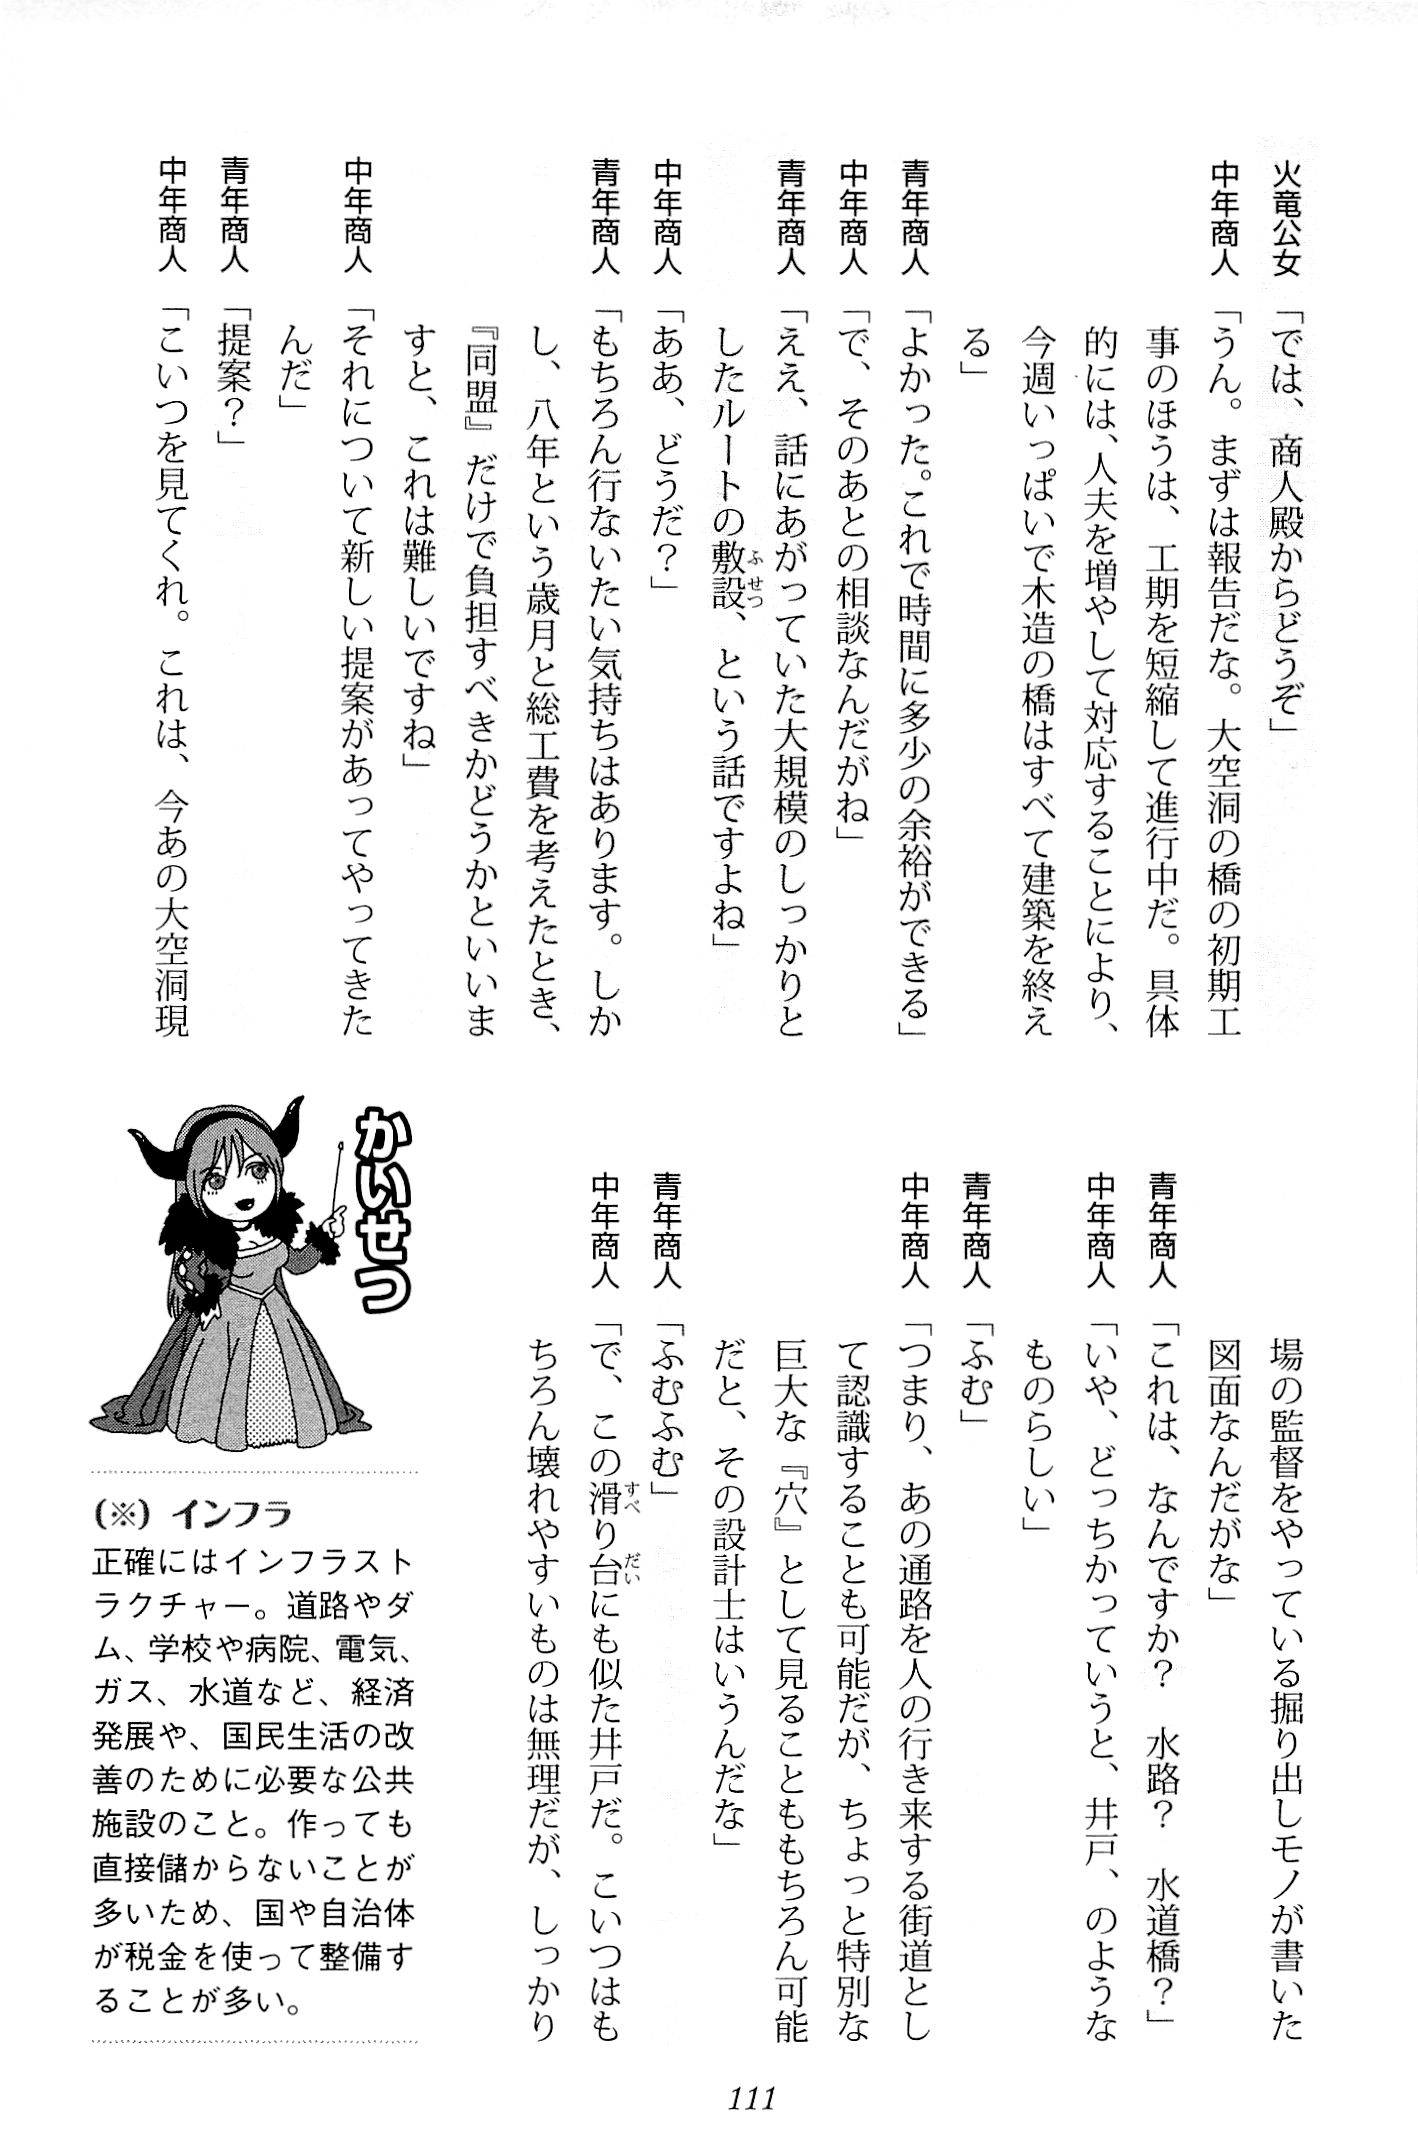 火竜公女「では、商人殿からどうぞ」
中年商人「うん。まずは報告だな。大空洞の橋の初期工
事のほうは、工期を短縮して進行中だ。具体
的には、人夫を増やして対応することにより、
今週いっぱいで木造の橋はすべて建築を終え
る」
青年商人「よかった。これで時間に多少の余裕ができる」
中年商人「で、そのあとの相談なんだがね」
青年商人「ええ、話にあがっていた大規模のしっかりと
したルートの敷設、という話ですよね」
中年商人「ああ、どうだ？」
青年商人「もちろん行ないたい気持ちはあります。しか
し、八年という歳月と総工費を考えたとき、
『同盟』だけで負担すべきかどうかといいま
すと、これは難しいですね」
中年商人「それについて新しい提案があってやってきた
んだ」
青年商人「提案？」
中年商人「こいつを見てくれ。これは、今あの大空洞現
場の監督をやっている掘り出しモノが書いた
図面なんだがな」
青年商人「これは、なんですか？　水路？　水道橋？」
中年商人「いや、どっちかっていうと、井戸、のような
ものらしい」
青年商人「ふむ」
中年商人「つまり、あの通路を人の行き来する街道とし
て認識することも可能だが、ちょっと特別な
巨大な『穴』として見ることももちろん可能
だと、その設計士はいうんだな」
青年商人「ふむふむ」
中年商人「で、この滑り台にも似た井戸だ。こいつはも
ちろん壊れやすいものは無理だが、しっかり
ふせつ
すべ
だい
かいせつ
(※) インフラ
正確にはインフラスト
ラクチャー。道路やダ
ム、学校や病院、電気、
ガス、水道など、経済
発展や、国民生活の改
善のために必要な公共
施設のこと。作っても
直接儲からないことが
多いため、国や自治体
が税金を使って整備す
ることが多い。
111